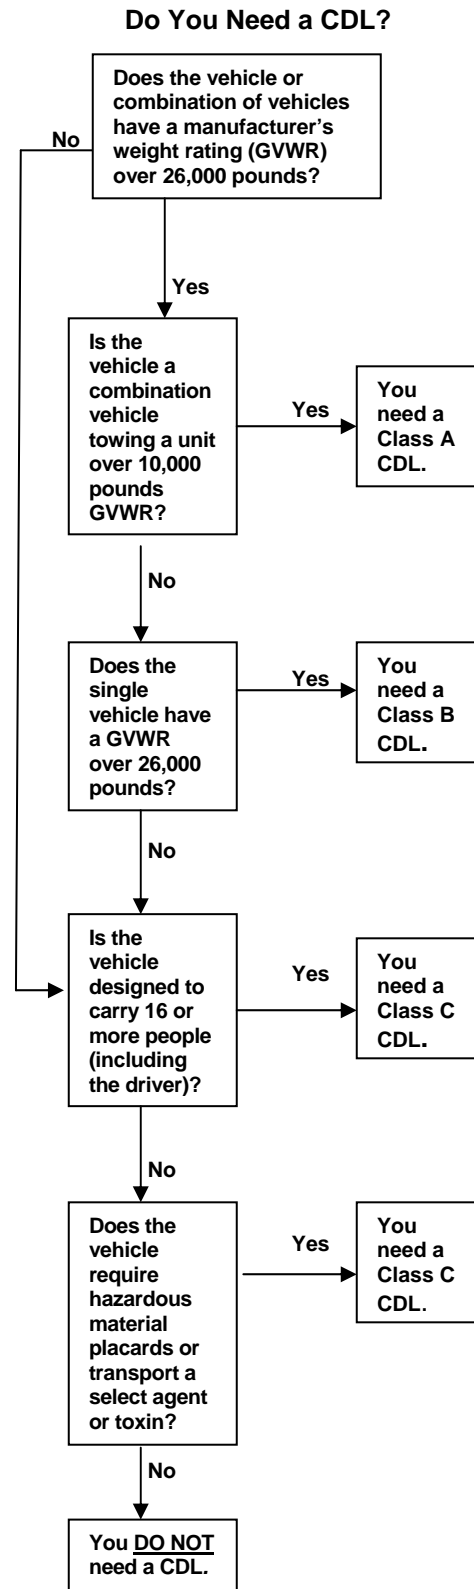 Do You Need a CDL?
Does the vehicle or
combination of vehicles
have a manufacturer's
weight rating (GVWR)
over 26,000 pounds?
No
Yes
Is the
vehicle a
combination
vehicle
towing a unit
over 10,000
pounds
GVWR?
Yes
You
need a
Class A
CDL.
No
Does the
single
vehicle have
a GVWR
over 26,000
pounds?
Yes
You
need a
Class B
CDL.
No
Is the
vehicle
designed to
carry 16 or
more people
(including
the driver)?
Yes
You
need a
Class C
CDL.
No
Does the
vehicle
require
hazardous
material
placards or
transport a
select agent
or toxin?
Yes
You
need a
Class C
CDL.
No
You DO NOT
need a CDL.